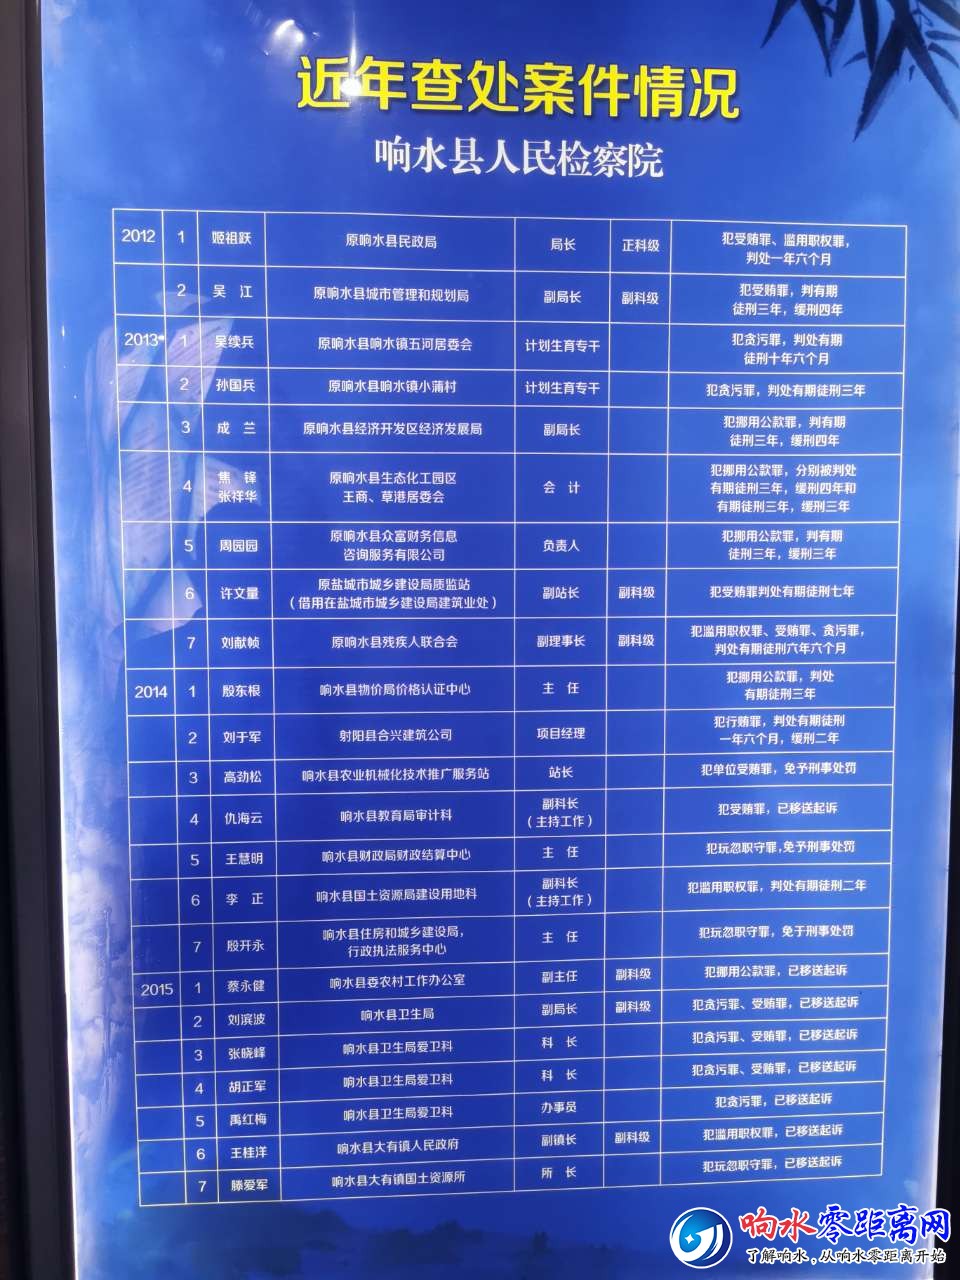 近年查处案件情况
响水县人民检察院
2012 1 姬祖跃 原响水县民政局 局长 正科级 犯受贿罪、滥用职权罪，
判处一年六个月
2 吴 江 原响水县城市管理和规划局 副局长 副科级 犯受贿罪，判有期
徒刑三年，缓刑四年
2013 1 吴续兵 原响水县响水镇五河居委会 计划生育专干 犯贪污罪，判处有期
徒刑十年六个月
2 孙国兵 原响水县响水镇小蒲村 计划生育专干 犯贪污罪，判处有期徒刑三年
3 成 兰 原响水县经济开发区经济发展局 副局长 犯挪用公款罪，判有期
徒刑三年，缓刑四年
4 焦 锋
张祥华 原响水县生态化工园区
王商、草港居委会 会 计 犯挪用公款罪，分别被判处
有期徒刑三年，缓刑四年和
有期徒刑三年，缓刑三年
5 周园园 原响水县众富财务信息
咨询服务有限公司 负责人 犯挪用公款罪，判有期
徒刑三年，缓刑三年
6 许文量 原盐城市城乡建设局质监站
（借用在盐城市城乡建设局建筑业处） 副站长 副科级 犯受贿罪判处有期徒刑七年
7 刘献帧 原响水县残疾人联合会 副理事长 副科级 犯滥用职权罪、受贿罪、贪污罪，
判处有期徒刑六年六个月
2014 1 殷东根 响水县物价局价格认证中心 主 任 犯挪用公款罪，判处
有期徒刑三年
2 刘于军 射阳县合兴建筑公司 项目经理 犯行贿罪，判处有期徒刑
一年六个月，缓刑二年
3 高劲松 响水县农业机械化技术推广服务站 站长 犯单位受贿罪，免予刑事处罚
4 仇海云 响水县教育局审计科 副科长
（主持工作） 犯受贿罪，已移送起诉
5 王慧明 响水县财政局财政结算中心 主 任 犯玩忽职守罪，免予刑事处罚
6 李 正 响水县国土资源局建设用地科 副科长
（主持工作） 犯滥用职权罪，判处有期徒刑二年
7 殷开永 响水县住房和城乡建设局，
行政执法服务中心 主 任 犯玩忽职守罪，免于刑事处罚
2015 1 蔡永健 响水县委农村工作办公室 副主任 副科级 犯挪用公款罪，已移送起诉
2 刘滨波 响水县卫生局 副局长 副科级 犯贪污罪、受贿罪，已移送起诉
3 张晓峰 响水县卫生局爱卫科 科 长 犯贪污罪、受贿罪，已移送起诉
4 胡正军 响水县卫生局爱卫科 科 长 犯贪污罪、受贿罪，已移送起诉
5 禹红梅 响水县卫生局爱卫科 办事员 犯贪污罪，已移送起诉
6 王桂洋 响水县大有镇人民政府 副镇长 副科级 犯滥用职权罪，已移送起诉
7 滕爱军 响水县大有镇国土资源所 所 长 犯玩忽职守罪，已移送起诉
响水零距离网
了解响水，从响水零距离开始